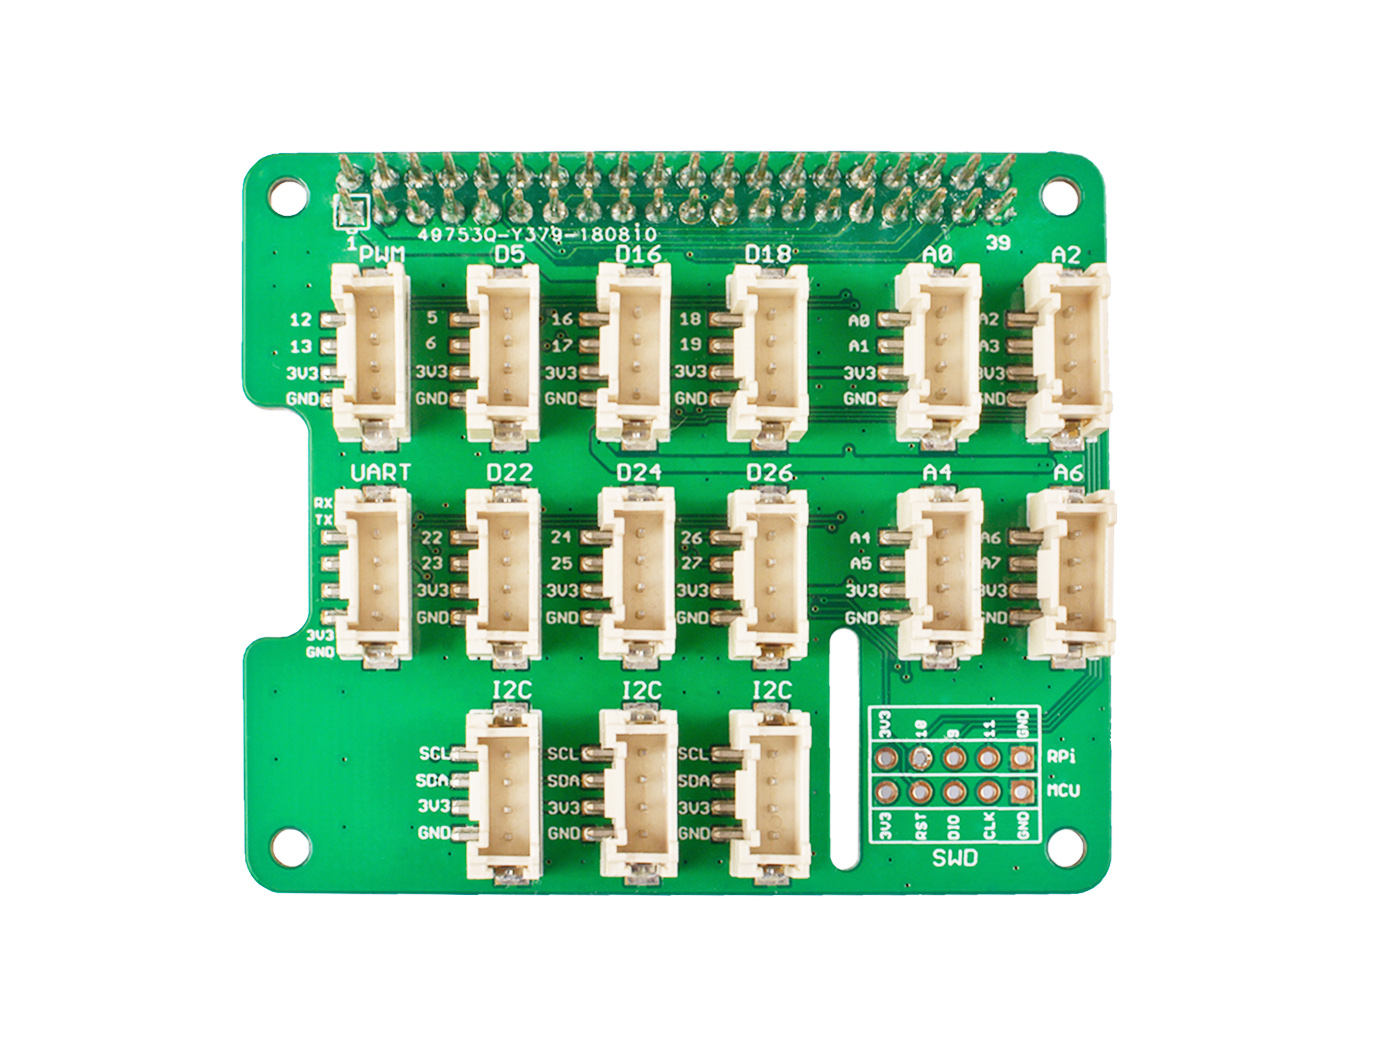 1
49753Q-Y379-180810
39
PWM D5 D16 D18 A0 A2
12 5 16 18 A0 A2
13 6 17 19 A1 A3
3V3 3V3 3V3 3V3 3V3 3V3
GND GND GND GND GND GND
UART D22 D24 D26 A4 A6
RX
TX
22 24 26 A4 A6
23 25 27 A5 A7
3V3 3V3 3V3 3V3 3V3
GND GND GND GND GND
3V3
GND
I2C I2C I2C
SCL SCL SCL
SDA SDA SDA
3V3 3V3 3V3
GND GND GND
3V3 10 9 11 GND
RPi
MCU
3V3 RST DIO CLK GND
SWD